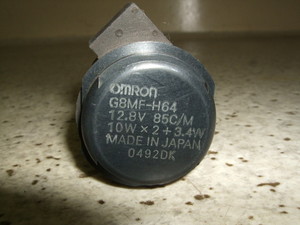 OMRON
G8MF-H64
12.8V 85C/M
10W × 2 + 3.4W
MADE IN JAPAN
0492DK